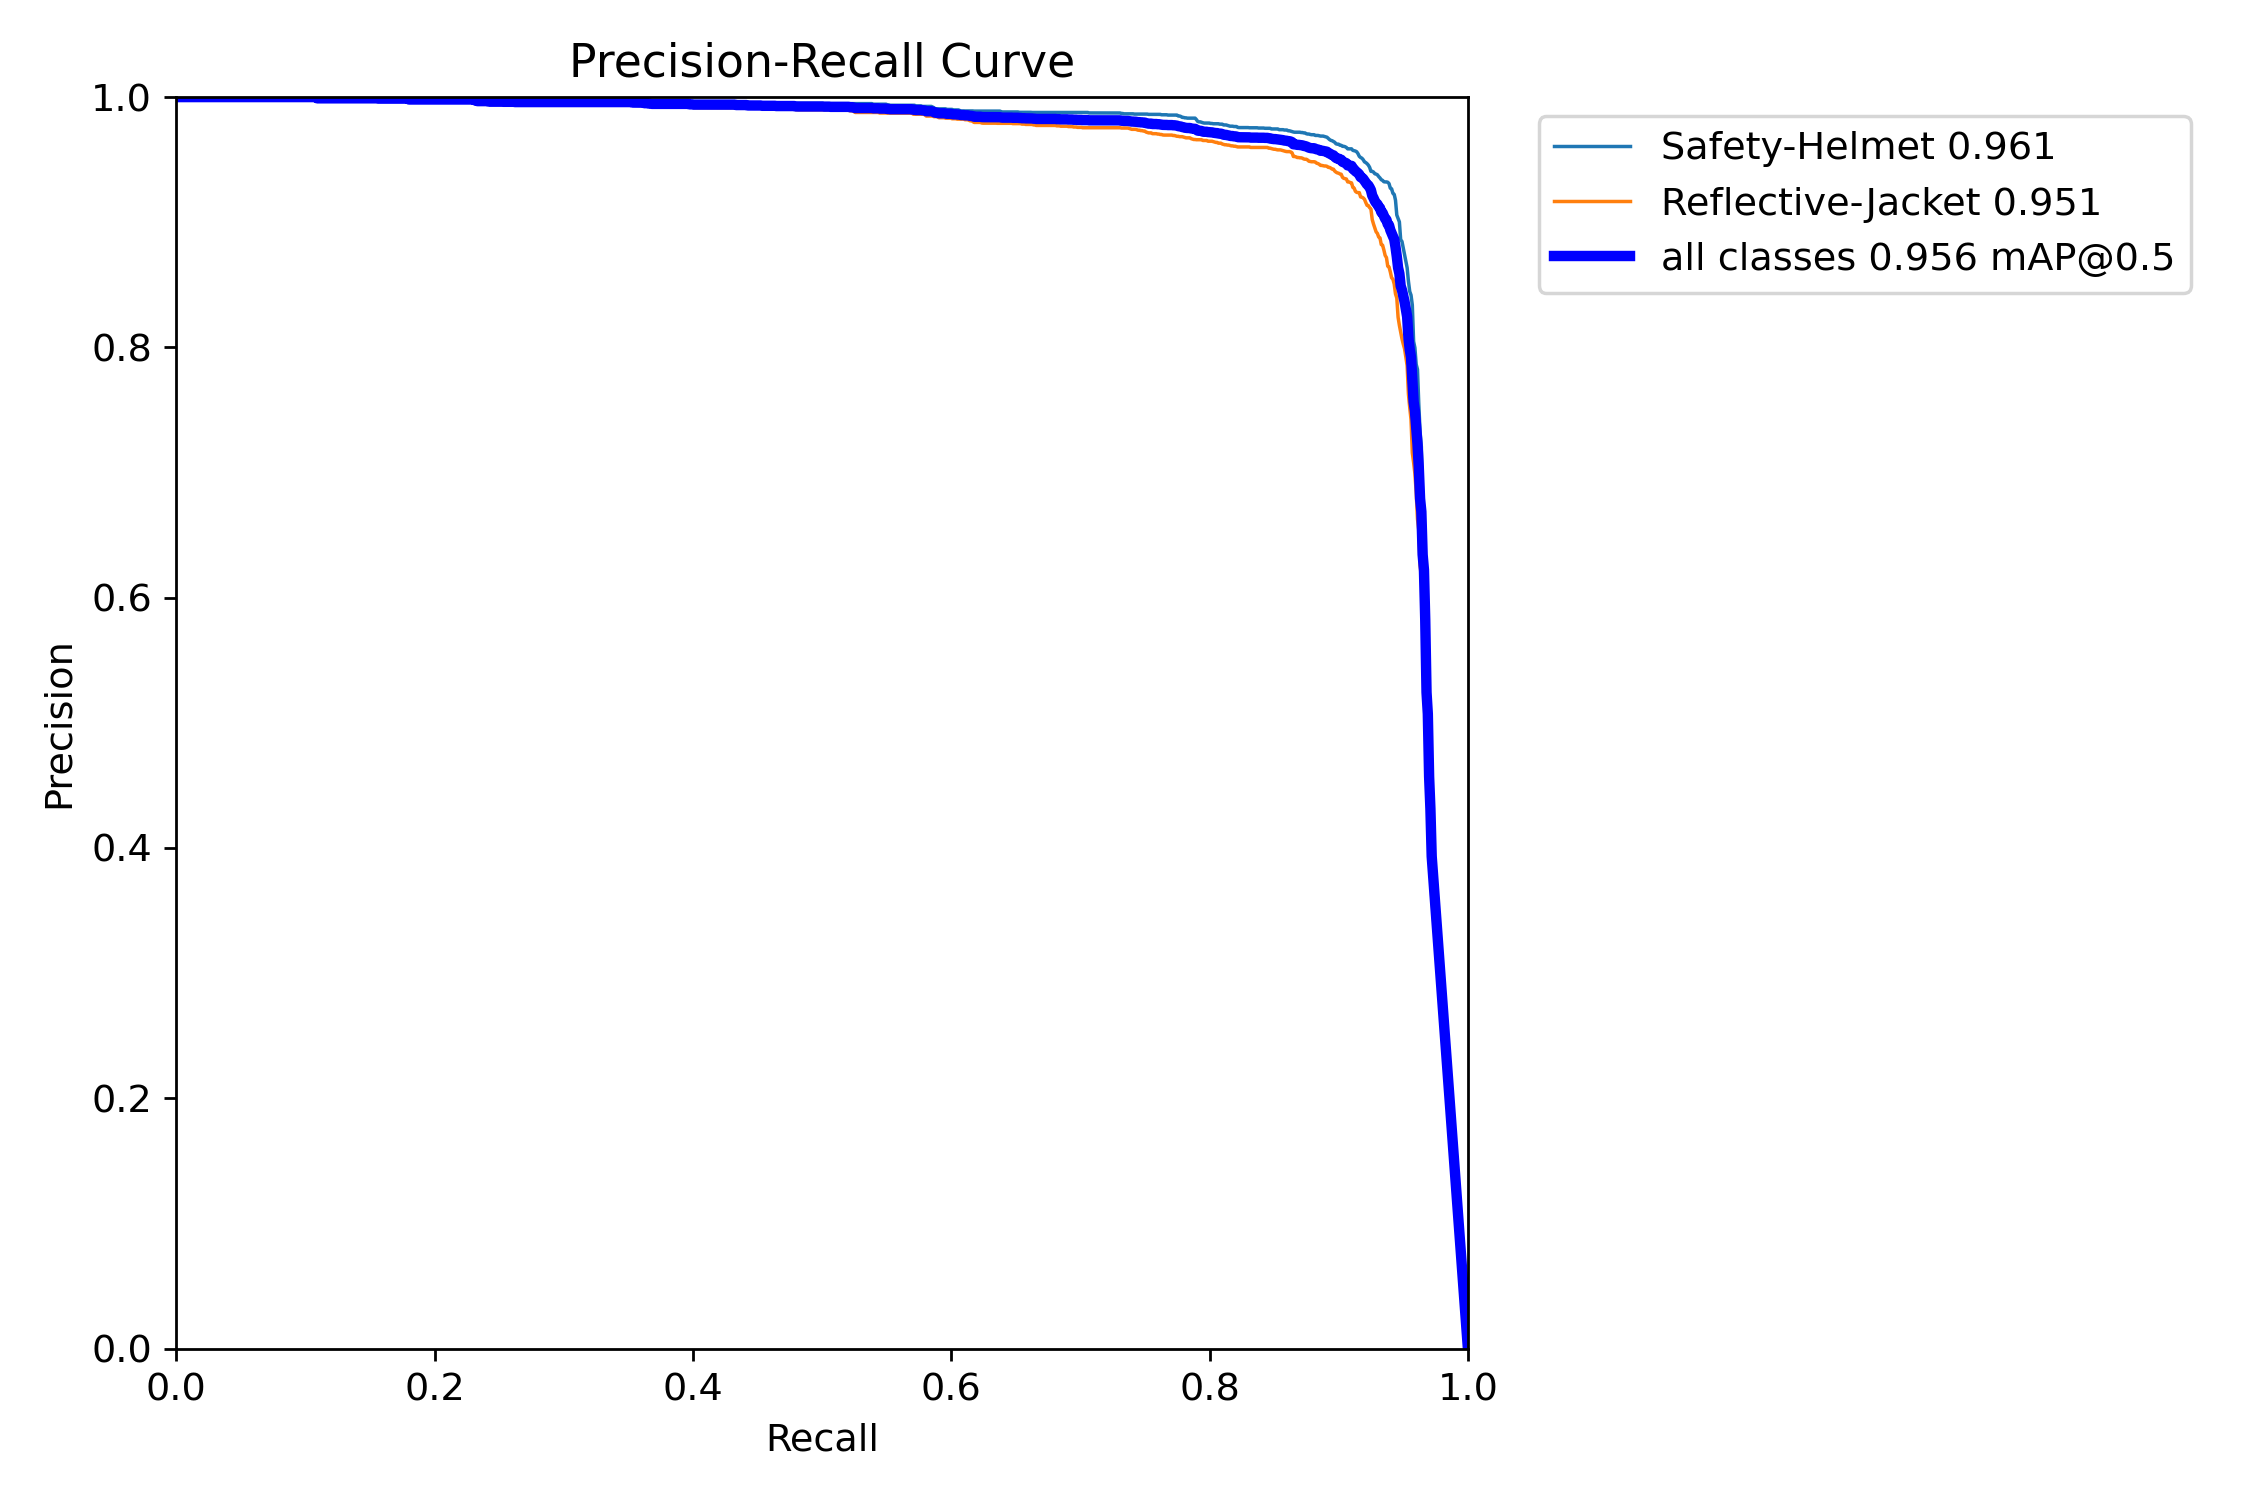 Precision-Recall Curve
1.0
0.8
0.6
0.4
0.2
0.0
Precision
0.0 0.2 0.4 0.6 0.8 1.0
Recall
Safety-Helmet 0.961
Reflective-Jacket 0.951
all classes 0.956 mAP@0.5